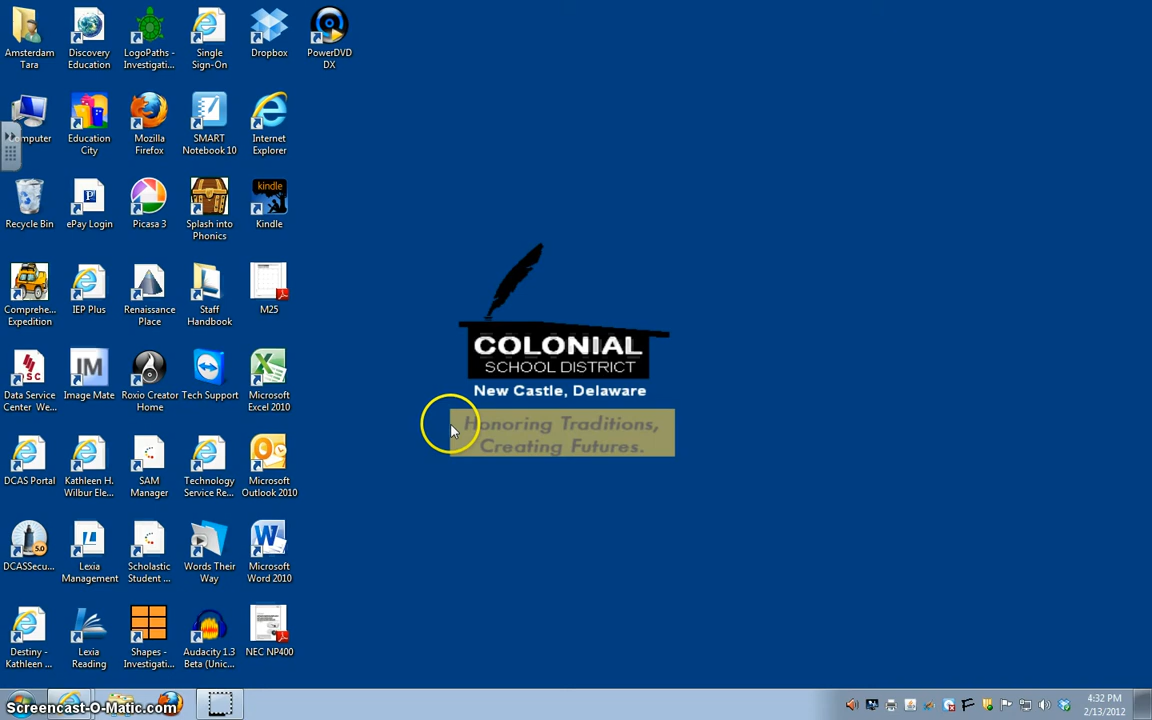 Amsterdam
Tara
Discovery
Education
LogoPaths -
Investigati...
Single
Sign-On
Dropbox
PowerDVD
DX
Computer
Education
City
Mozilla
Firefox
SMART
Notebook 10
Internet
Explorer
Recycle Bin
ePay Login
Picasa 3
Splash into
Phonics
kindle
Kindle
Comprehe...
Expedition
IEP Plus
Renaissance
Place
Staff
Handbook
M25
COLONIAL
SCHOOL DISTRICT
New Castle, Delaware
Honoring Traditions,
Creating Futures.
Data Service
Center We...
IM
Image Mate
Roxio Creator
Home
Tech Support
Microsoft
Excel 2010
DCAS Portal
Kathleen H.
Wilbur Ele...
SAM
Manager
Technology
Service Re...
Microsoft
Outlook 2010
5.0
DCASSecu...
Lexia
Management
Scholastic
Student ...
Words Their
Way
Microsoft
Word 2010
Destiny -
Kathleen ...
Lexia
Reading
Shapes -
Investigati...
Audacity 1.3
Beta (Unic...
NEC NP400
Screencast-O-Matic.com
4:32 PM
2/13/2012